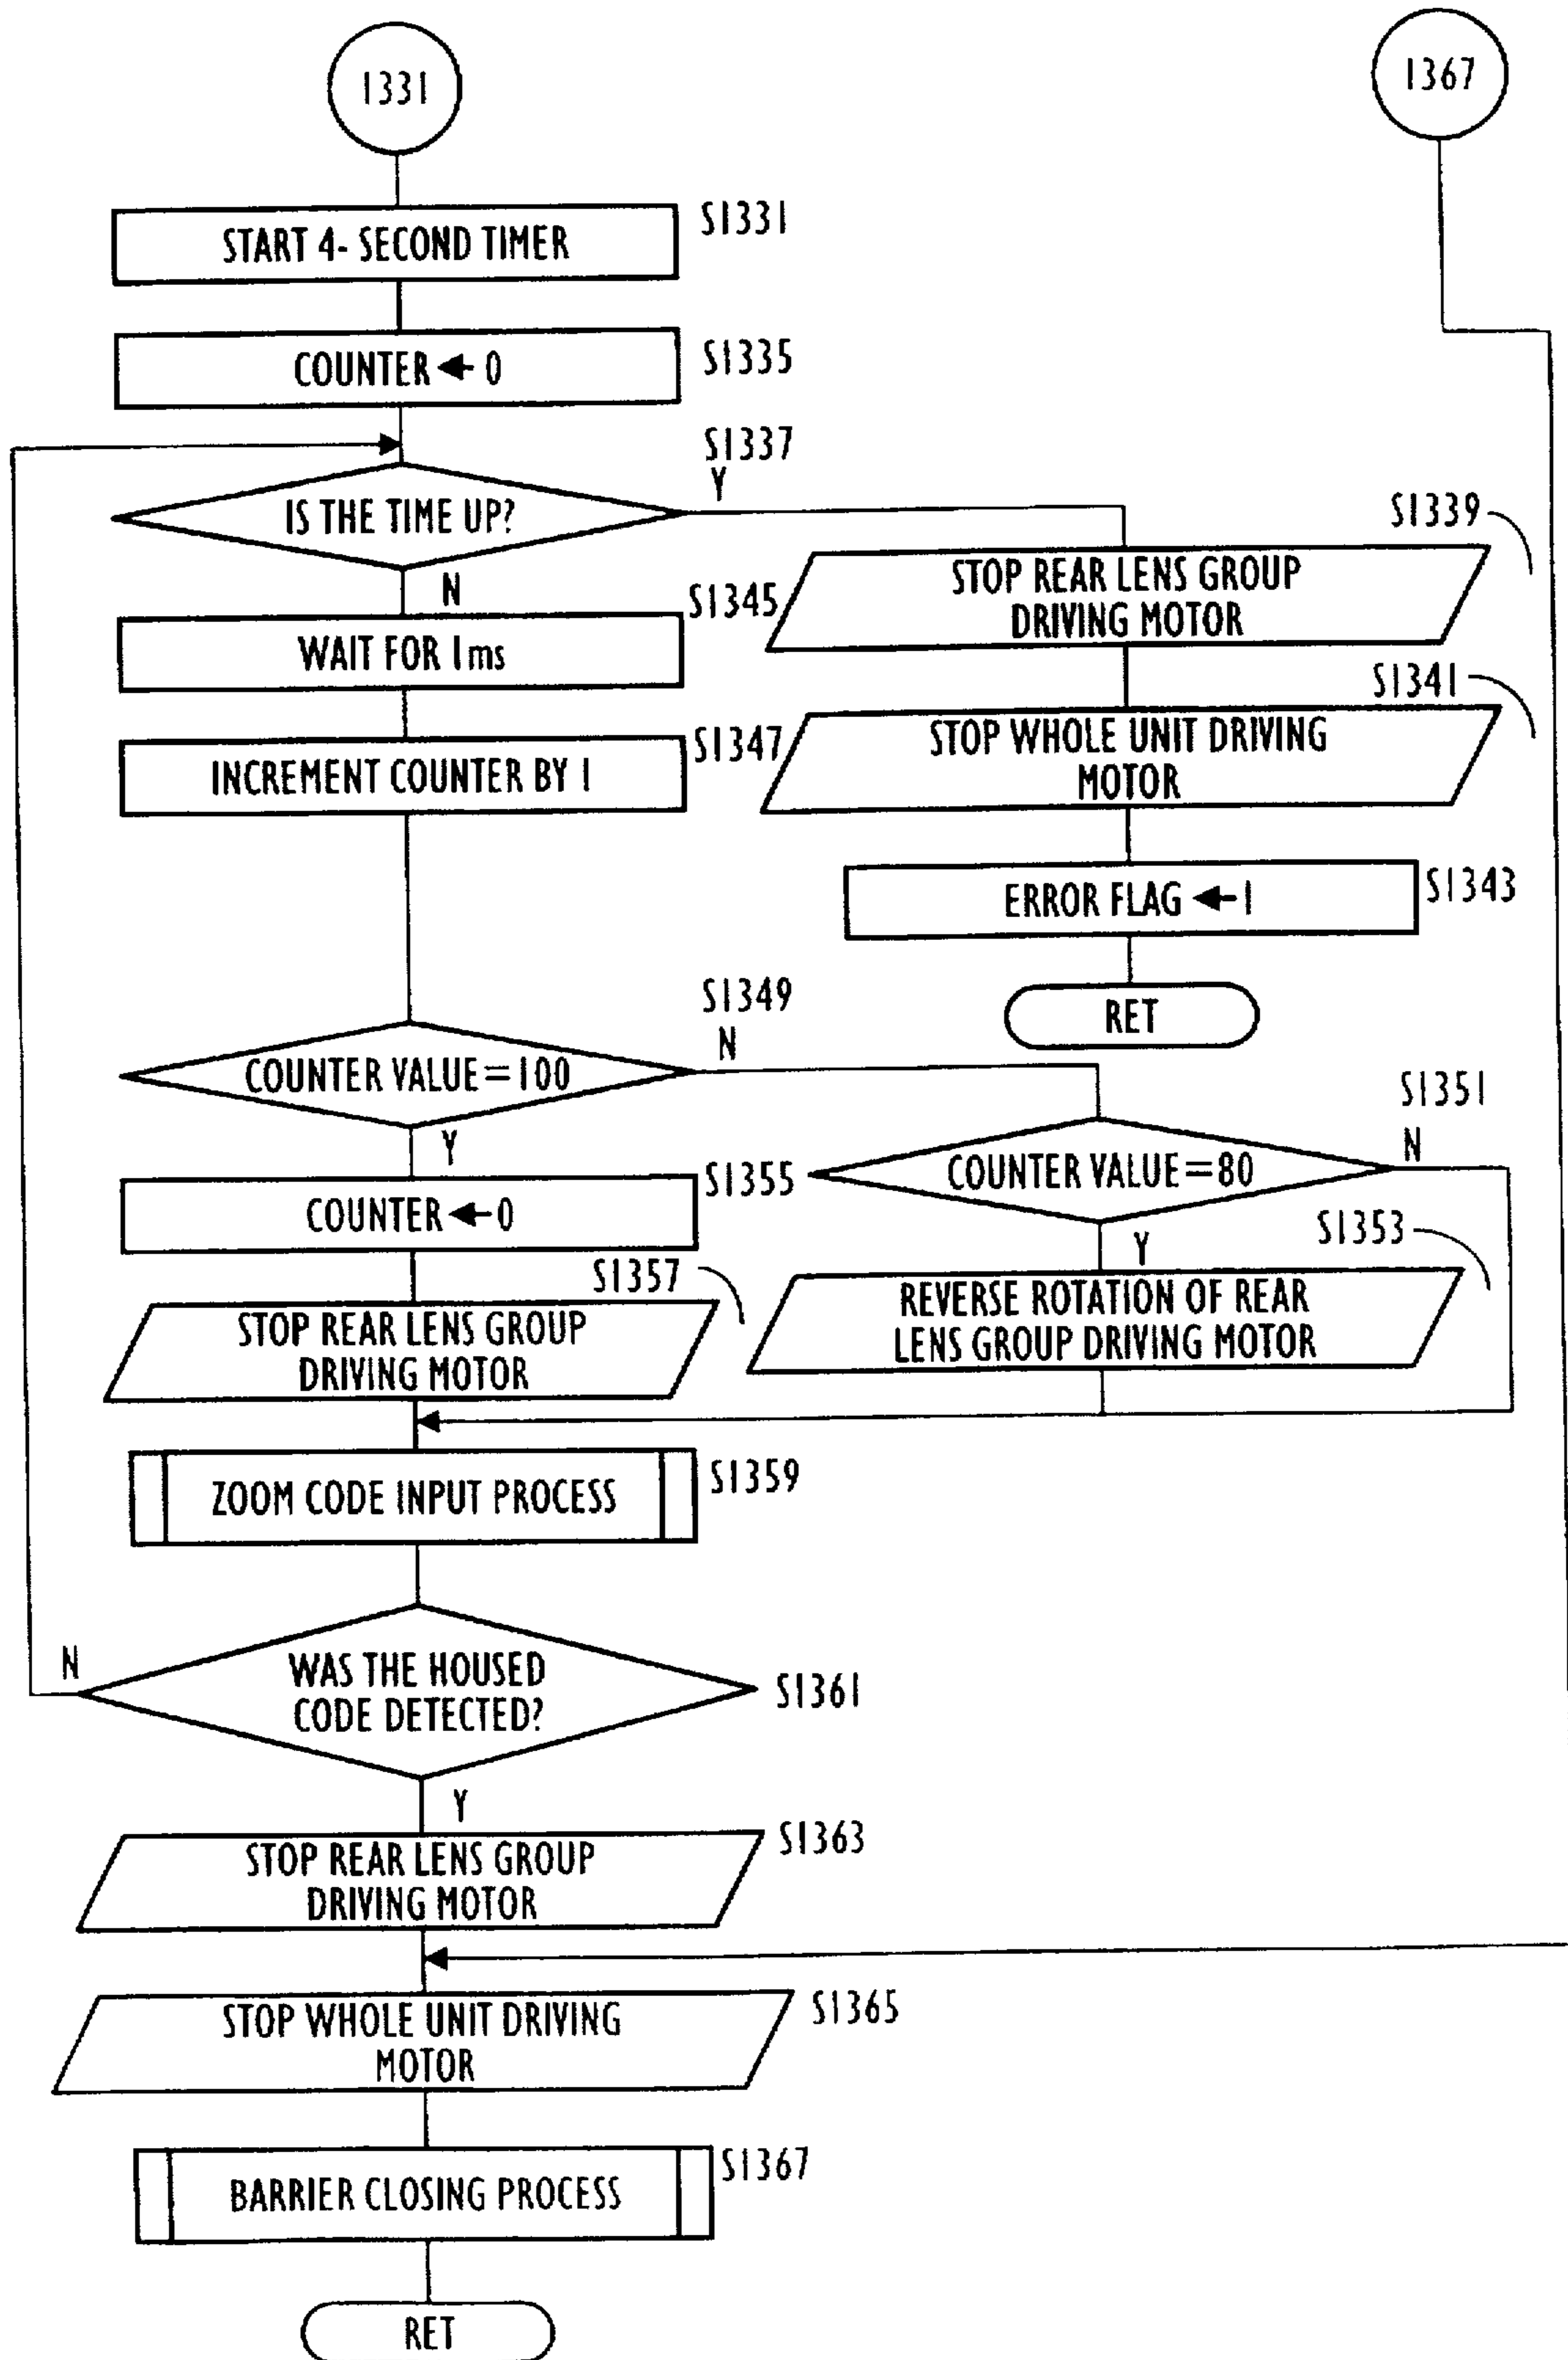 1331
1367
START 4- SECOND TIMER
S1331
COUNTER ← 0
S1335
S1337
IS THE TIME UP?
Y
N
S1339
STOP REAR LENS GROUP
DRIVING MOTOR
S1345
WAIT FOR 1ms
S1341
STOP WHOLE UNIT DRIVING
MOTOR
S1347
INCREMENT COUNTER BY 1
ERROR FLAG ← 1
S1343
RET
S1349
COUNTER VALUE=100
N
Y
S1351
COUNTER VALUE=80
N
Y
S1355
COUNTER ← 0
S1353
REVERSE ROTATION OF REAR
LENS GROUP DRIVING MOTOR
S1357
STOP REAR LENS GROUP
DRIVING MOTOR
ZOOM CODE INPUT PROCESS
S1359
N
WAS THE HOUSED
CODE DETECTED?
S1361
Y
STOP REAR LENS GROUP
DRIVING MOTOR
S1363
STOP WHOLE UNIT DRIVING
MOTOR
S1365
BARRIER CLOSING PROCESS
S1367
RET